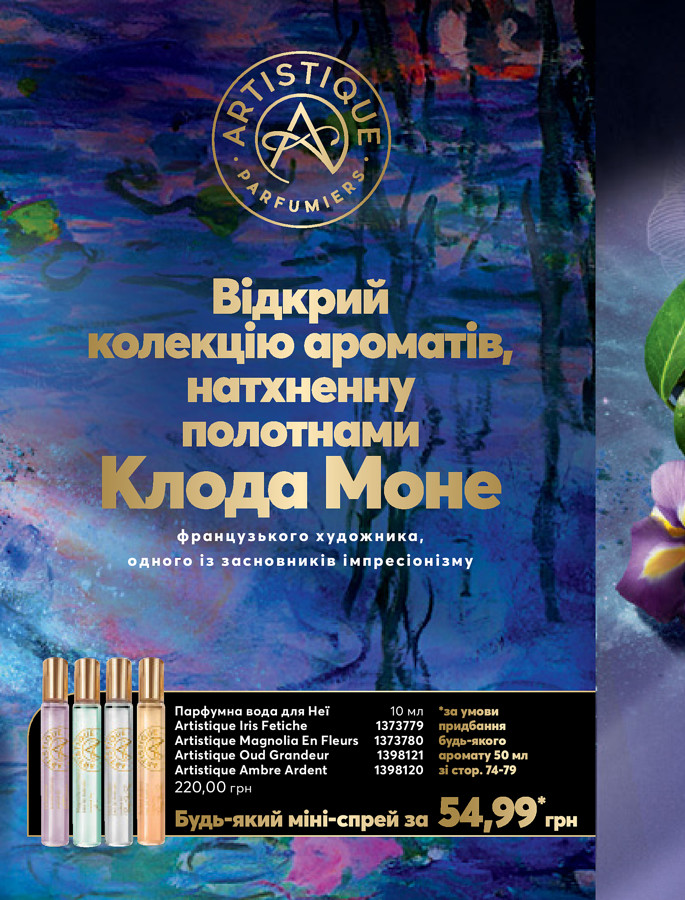 ARTISTIQUE
PARFUMIERS
Відкрий
колекцію ароматів,
натхненну
полотнами
Клода Моне
французького художника,
одного із засновників імпресіонізму
Парфумна вода для Неї 10 мл
Artistique Iris Fetiche 1373779
Artistique Magnolia En Fleurs 1373780
Artistique Oud Grandeur 1398121
Artistique Ambre Ardent 1398120
220,00 грн
*за умови
придбання
будь-якого
аромату 50 мл
зі стор. 74-79
Будь-який міні-спрей за 54,99* грн
ARTISTIQUE